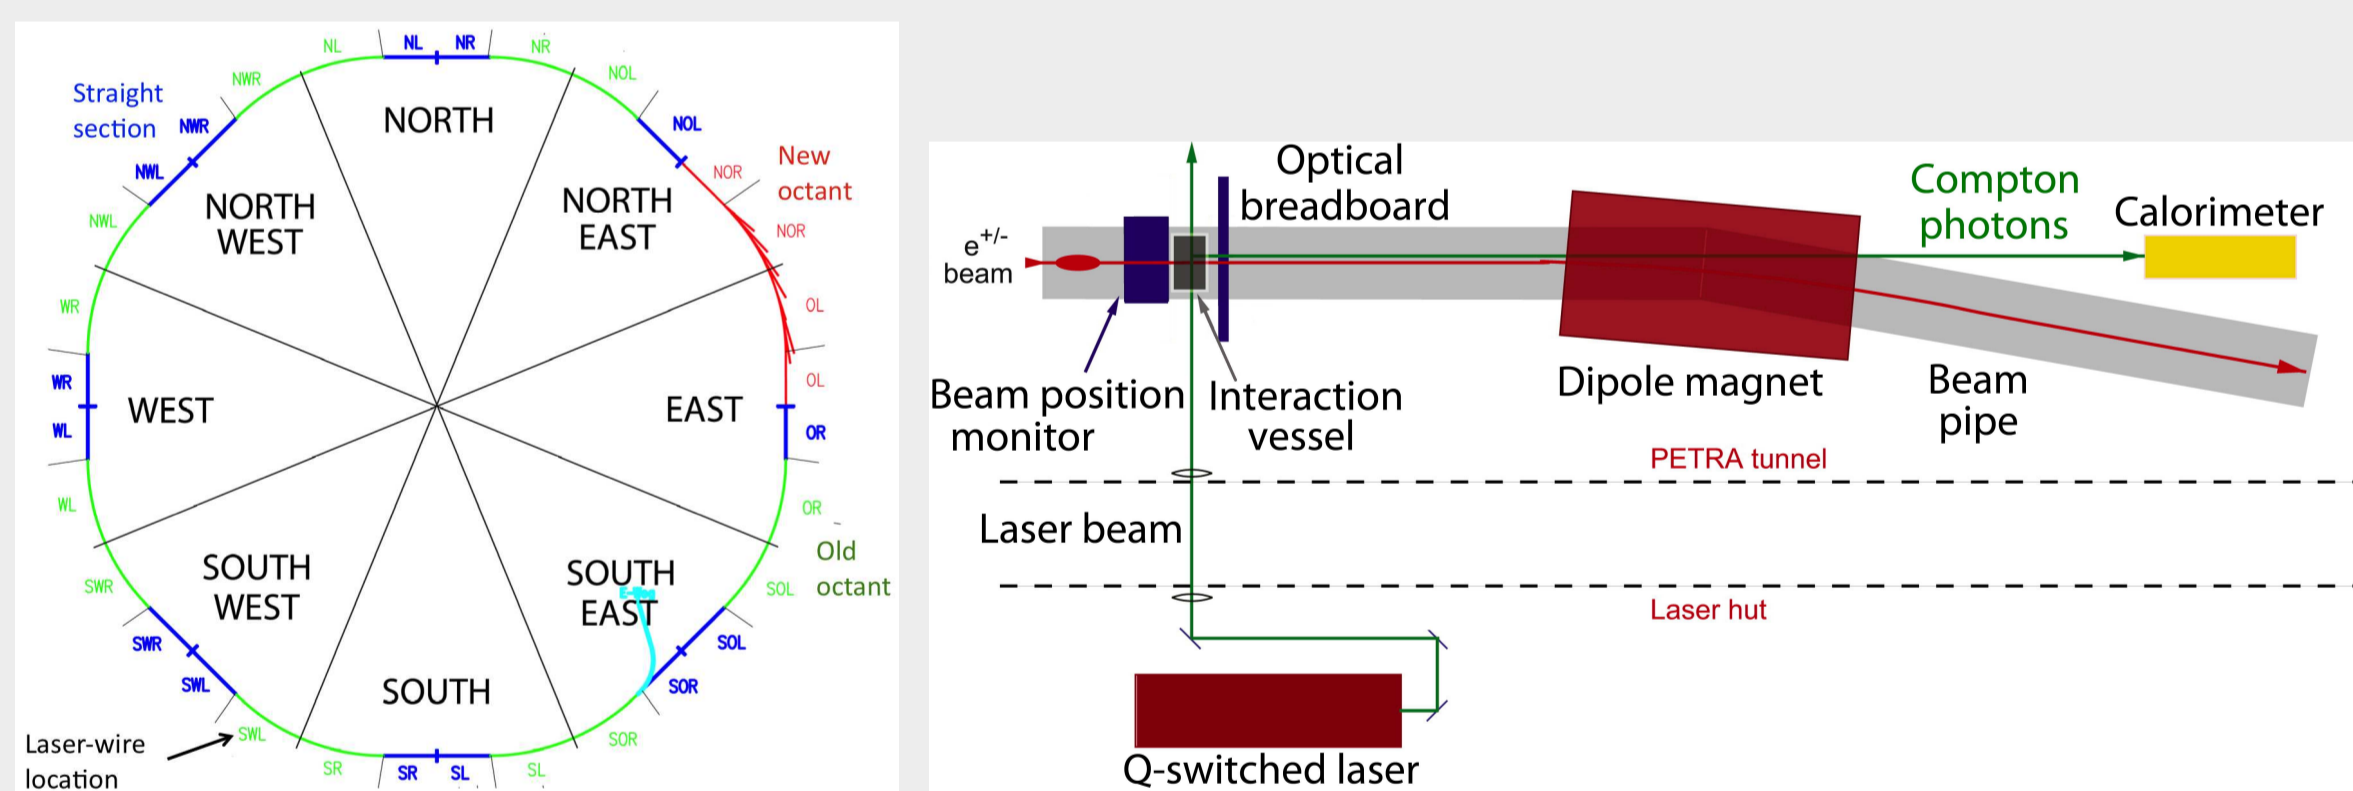 NL
NL
NR
NR
NWR
NOL
Straight
section
NWR
NORTH
NOL
NWL
NOR
New
octant
NORTH
WEST
NORTH
EAST
NWL
NOR
WR
OL
WR
WEST
EAST
OL
WL
OR
WL
OR
SOUTH
WEST
SOUTH
EAST
Old
octant
SWR
SOL
SWR
SOL
SWL
SOUTH
SOR
SWL
SOR
Laser-wire
location
SR
SR
SL
SL
Optical
breadboard
Compton
photons
Calorimeter
e+/-
beam
Beam position
monitor
Interaction
vessel
Dipole magnet
Beam
pipe
PETRA tunnel
Laser beam
Laser hut
Q-switched laser